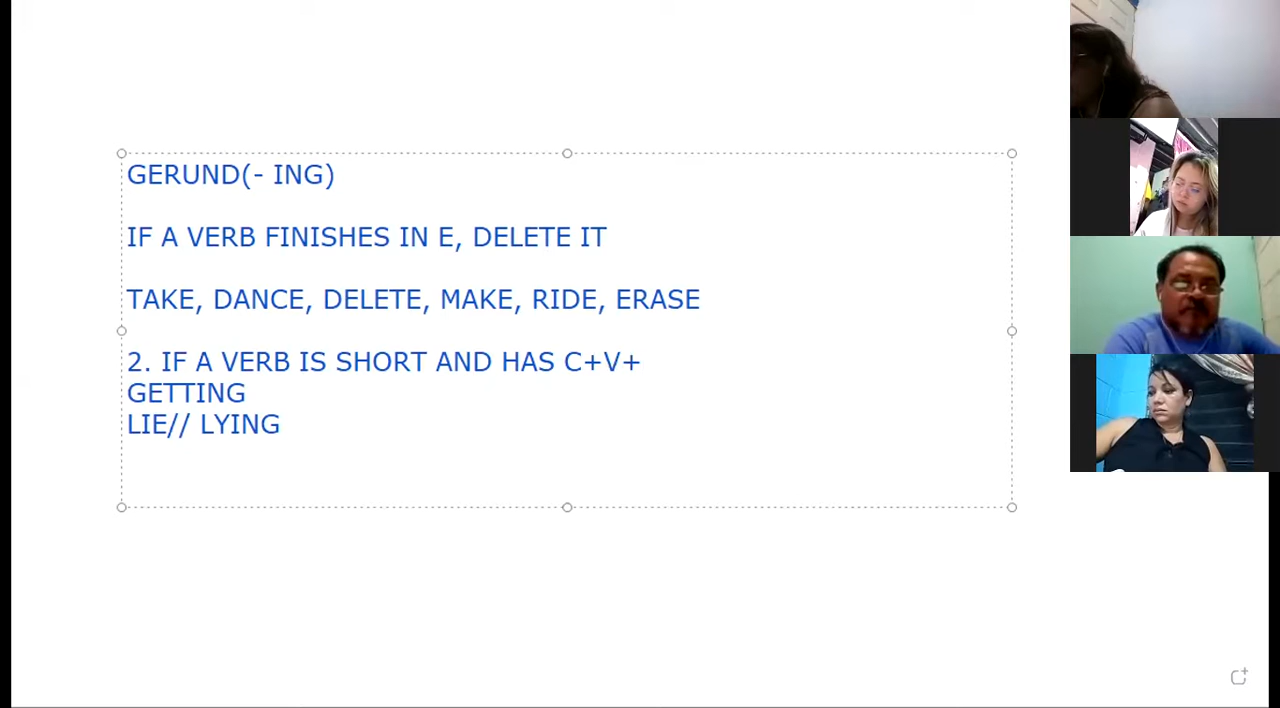 GERUND(- ING)
IF A VERB FINISHES IN E, DELETE IT
TAKE, DANCE, DELETE, MAKE, RIDE, ERASE
2. IF A VERB IS SHORT AND HAS C+V+
GETTING
LIE// LYING